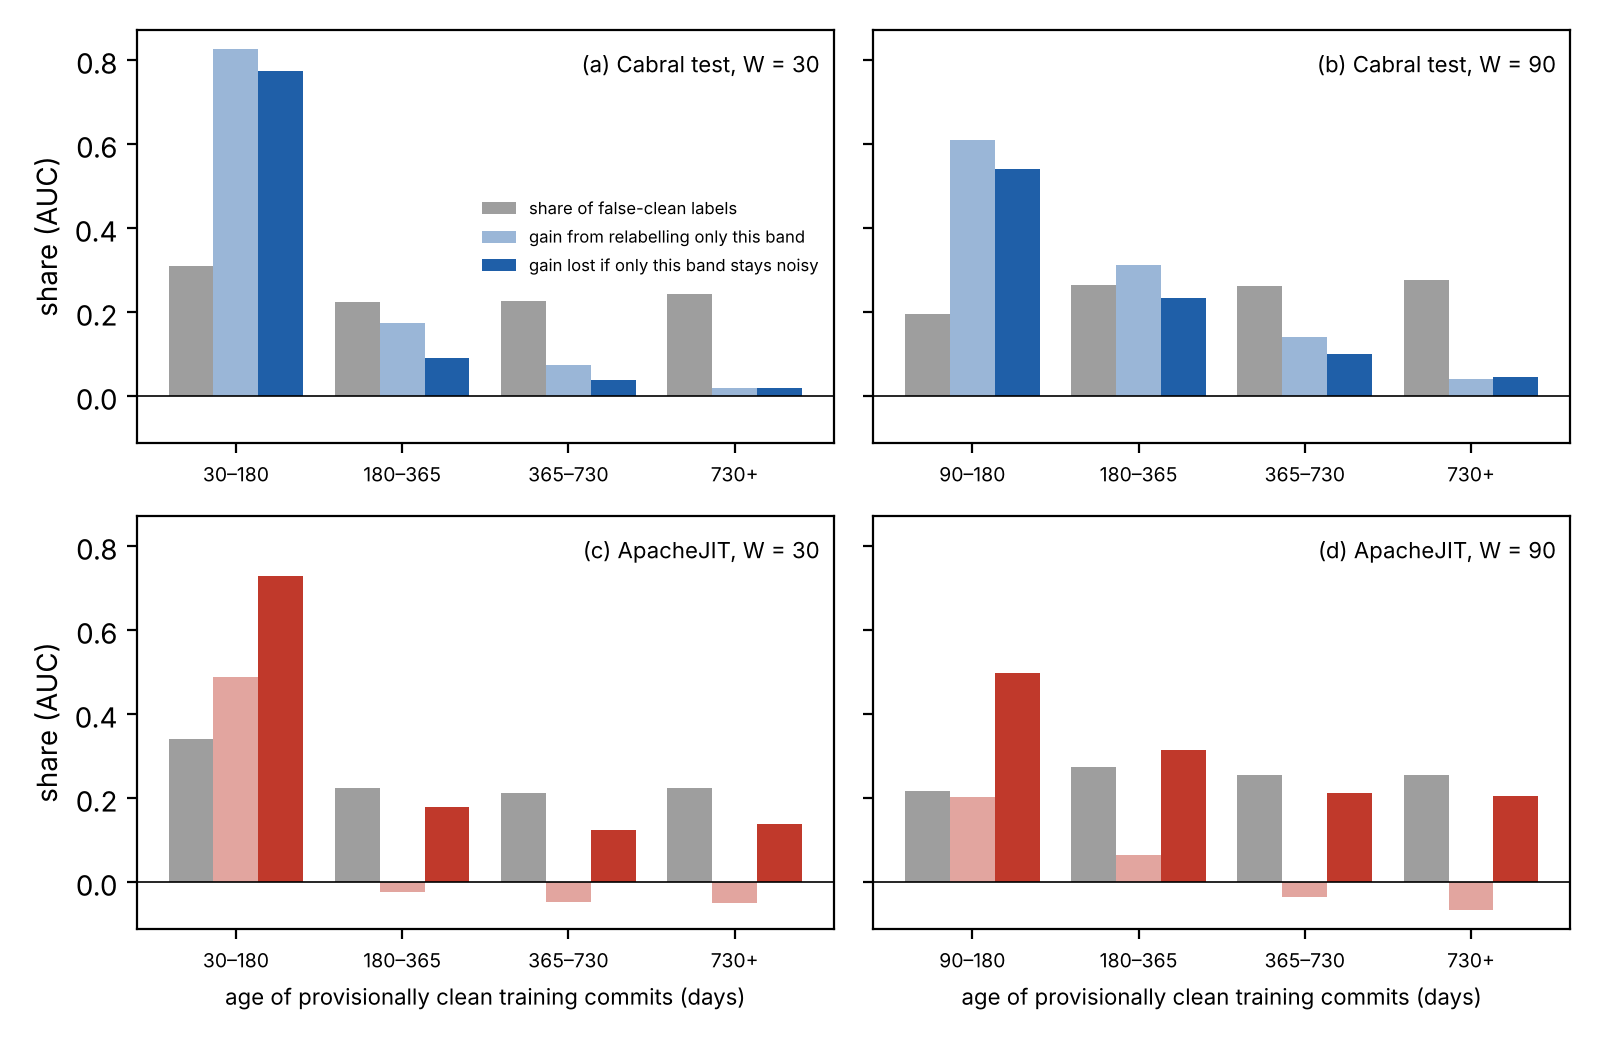 (a) Cabral test, W = 30
share (AUC)
0.8
0.6
0.4
0.2
0.0
share of false-clean labels
gain from relabelling only this band
gain lost if only this band stays noisy
30–180
180–365
365–730
730+
(b) Cabral test, W = 90
90–180
180–365
365–730
730+
(c) ApacheJIT, W = 30
share (AUC)
0.8
0.6
0.4
0.2
0.0
30–180
180–365
365–730
730+
age of provisionally clean training commits (days)
(d) ApacheJIT, W = 90
90–180
180–365
365–730
730+
age of provisionally clean training commits (days)